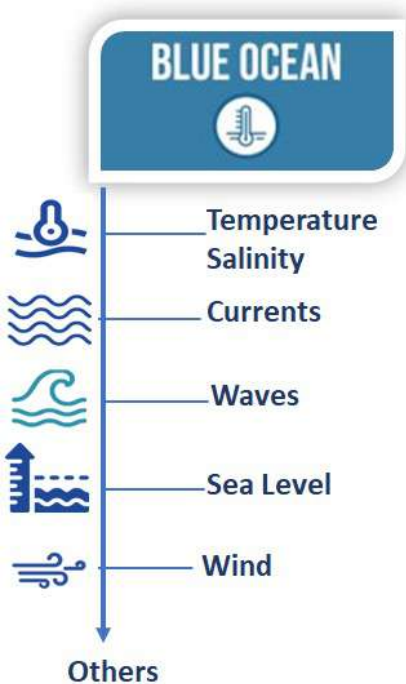 BLUE OCEAN
Temperature
Salinity
Currents
Waves
Sea Level
Wind
Others